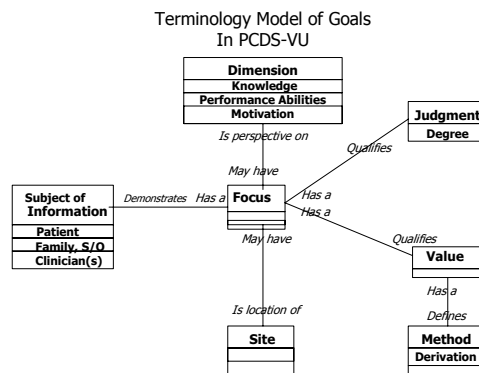 Terminology Model of Goals
In PCDS-VU
Dimension
Knowledge
Performance Abilities
Motivation
Is perspective on
May have
Judgment
Degree
Qualifies
Subject of
Information
Patient
Family, S/O
Clinician(s)
Demonstrates
Has a
Focus
Has a
Has a
May have
Qualifies
Value
Has a
Defines
Method
Derivation
Is location of
Site